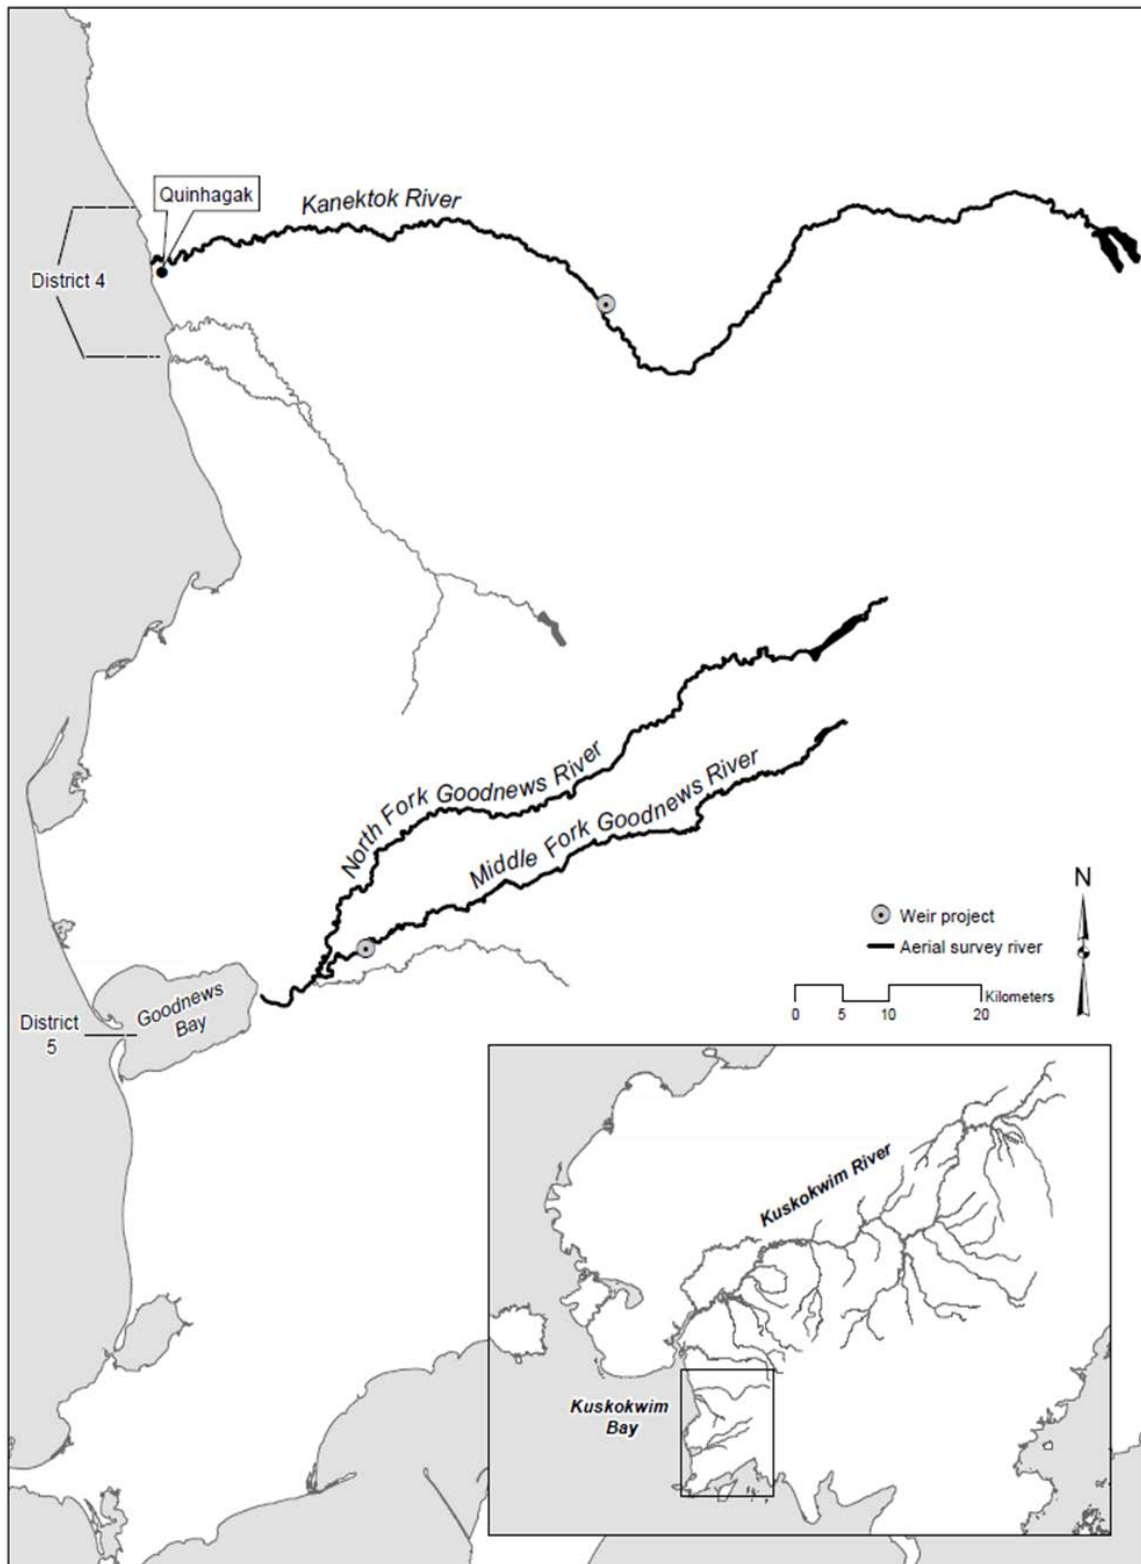 Quinhagak
Kanektok River
District 4
North Fork Goodnews River
Middle Fork Goodnews River
N
Weir project
Aerial survey river
Kilometers
0 5 10 20
Goodnews
Bay
District
5
Kuskokwim River
Kuskokwim
Bay